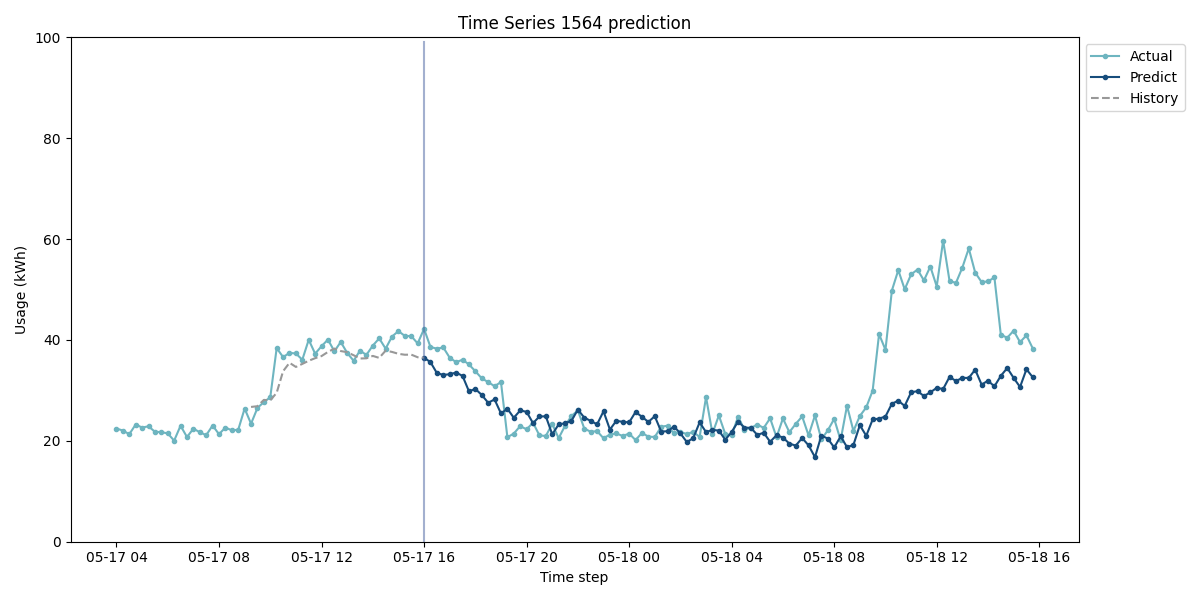 Time Series 1564 prediction
100
80
60
40
20
0
Usage (kWh)
05-17 04
05-17 08
05-17 12
05-17 16
05-17 20
05-18 00
05-18 04
05-18 08
05-18 12
05-18 16
Time step
Actual
Predict
History